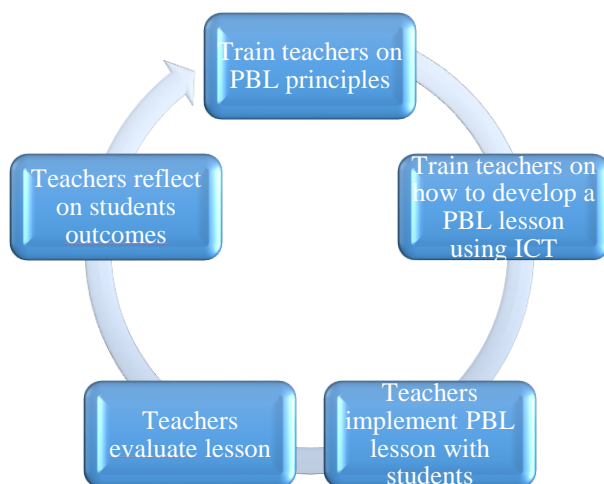 Train teachers on
PBL principles
Train teachers on
how to develop a
PBL lesson
using ICT
Teachers
implement PBL
lesson with
students
Teachers
evaluate lesson
Teachers reflect
on students
outcomes